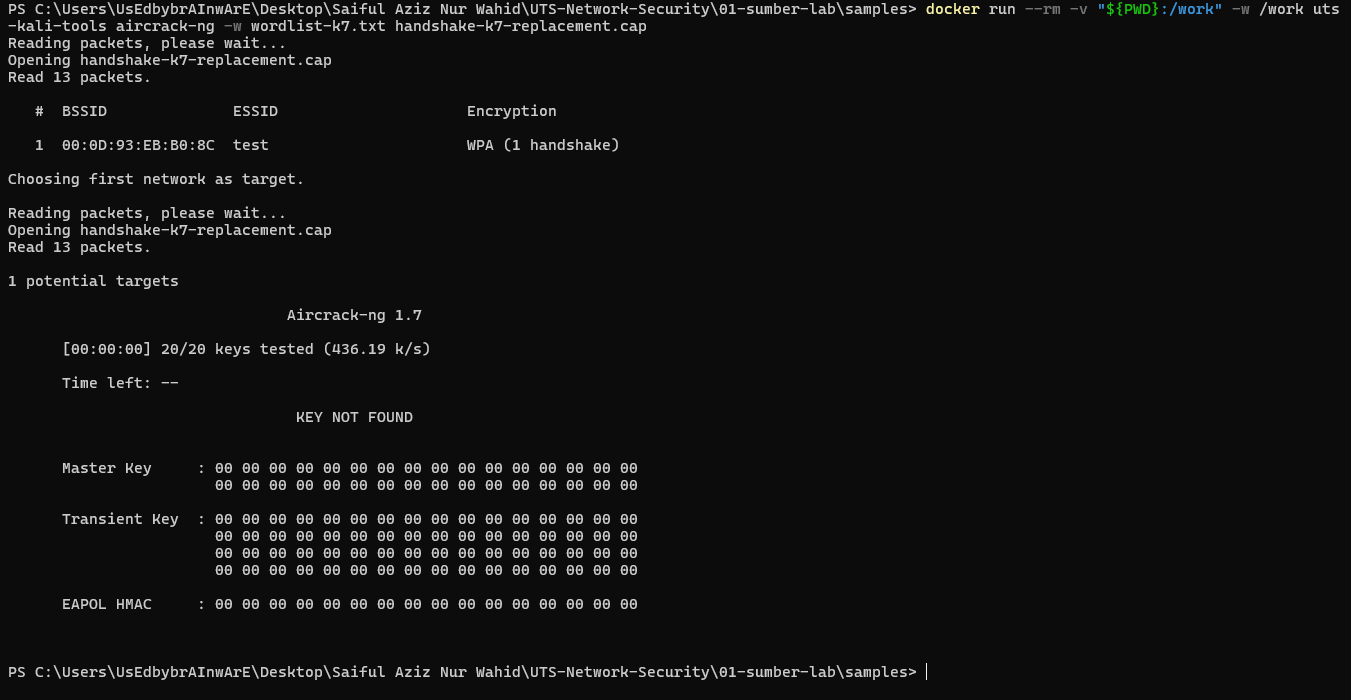 PS C:\Users\UsEdbybrAInwArE\Desktop\Saiful Aziz Nur Wahid\UTS-Network-Security\01-sumber-lab\samples> docker run --rm -v "${PWD}:/work" -w /work uts
-kali-tools aircrack-ng -w wordlist-k7.txt handshake-k7-replacement.cap
Reading packets, please wait...
Opening handshake-k7-replacement.cap
Read 13 packets.
# BSSID ESSID Encryption
1 00:0D:93:EB:B0:8C test WPA (1 handshake)
Choosing first network as target.
Reading packets, please wait...
Opening handshake-k7-replacement.cap
Read 13 packets.
1 potential targets
Aircrack-ng 1.7
[00:00:00] 20/20 keys tested (436.19 k/s)
Time left: --
KEY NOT FOUND
Master Key : 00 00 00 00 00 00 00 00 00 00 00 00 00 00 00 00
00 00 00 00 00 00 00 00 00 00 00 00 00 00 00 00
Transient Key : 00 00 00 00 00 00 00 00 00 00 00 00 00 00 00 00
00 00 00 00 00 00 00 00 00 00 00 00 00 00 00 00
00 00 00 00 00 00 00 00 00 00 00 00 00 00 00 00
00 00 00 00 00 00 00 00 00 00 00 00 00 00 00 00
EAPOL HMAC : 00 00 00 00 00 00 00 00 00 00 00 00 00 00 00 00
PS C:\Users\UsEdbybrAInwArE\Desktop\Saiful Aziz Nur Wahid\UTS-Network-Security\01-sumber-lab\samples>